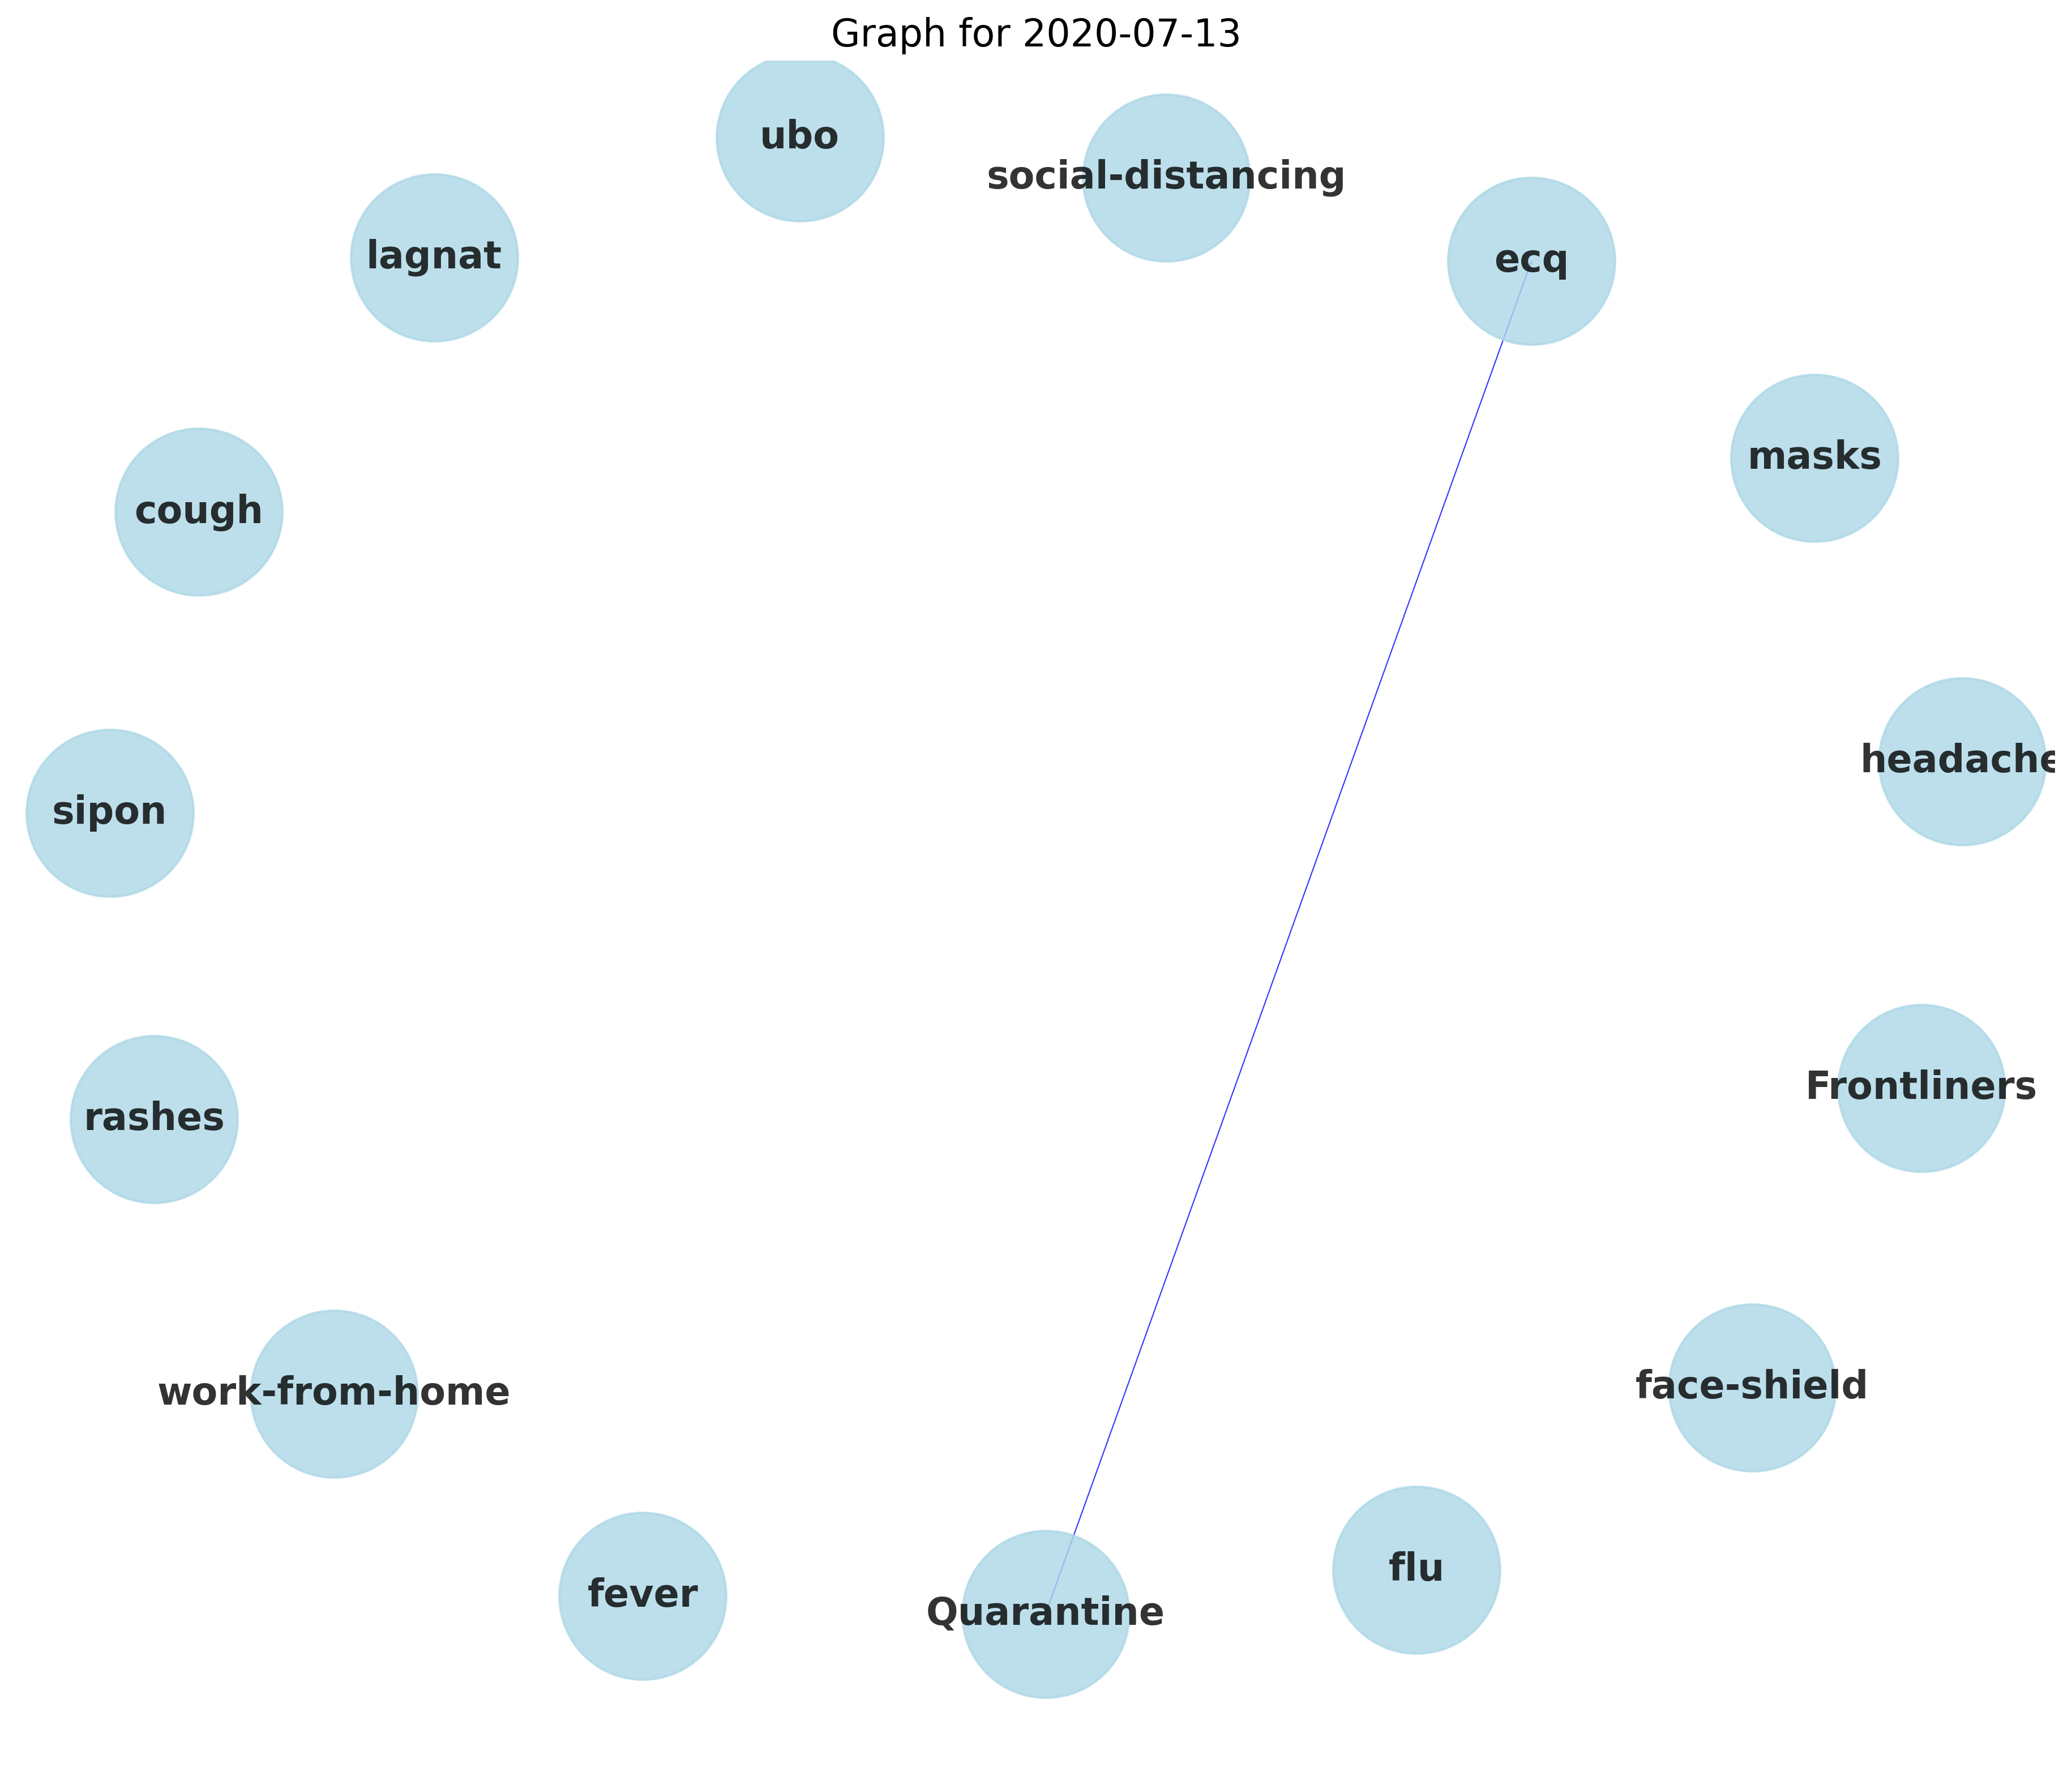 Graph for 2020-07-13
ubo
social-distancing
lagnat
ecq
masks
cough
headache
sipon
Frontliners
rashes
face-shield
work-from-home
flu
fever
Quarantine